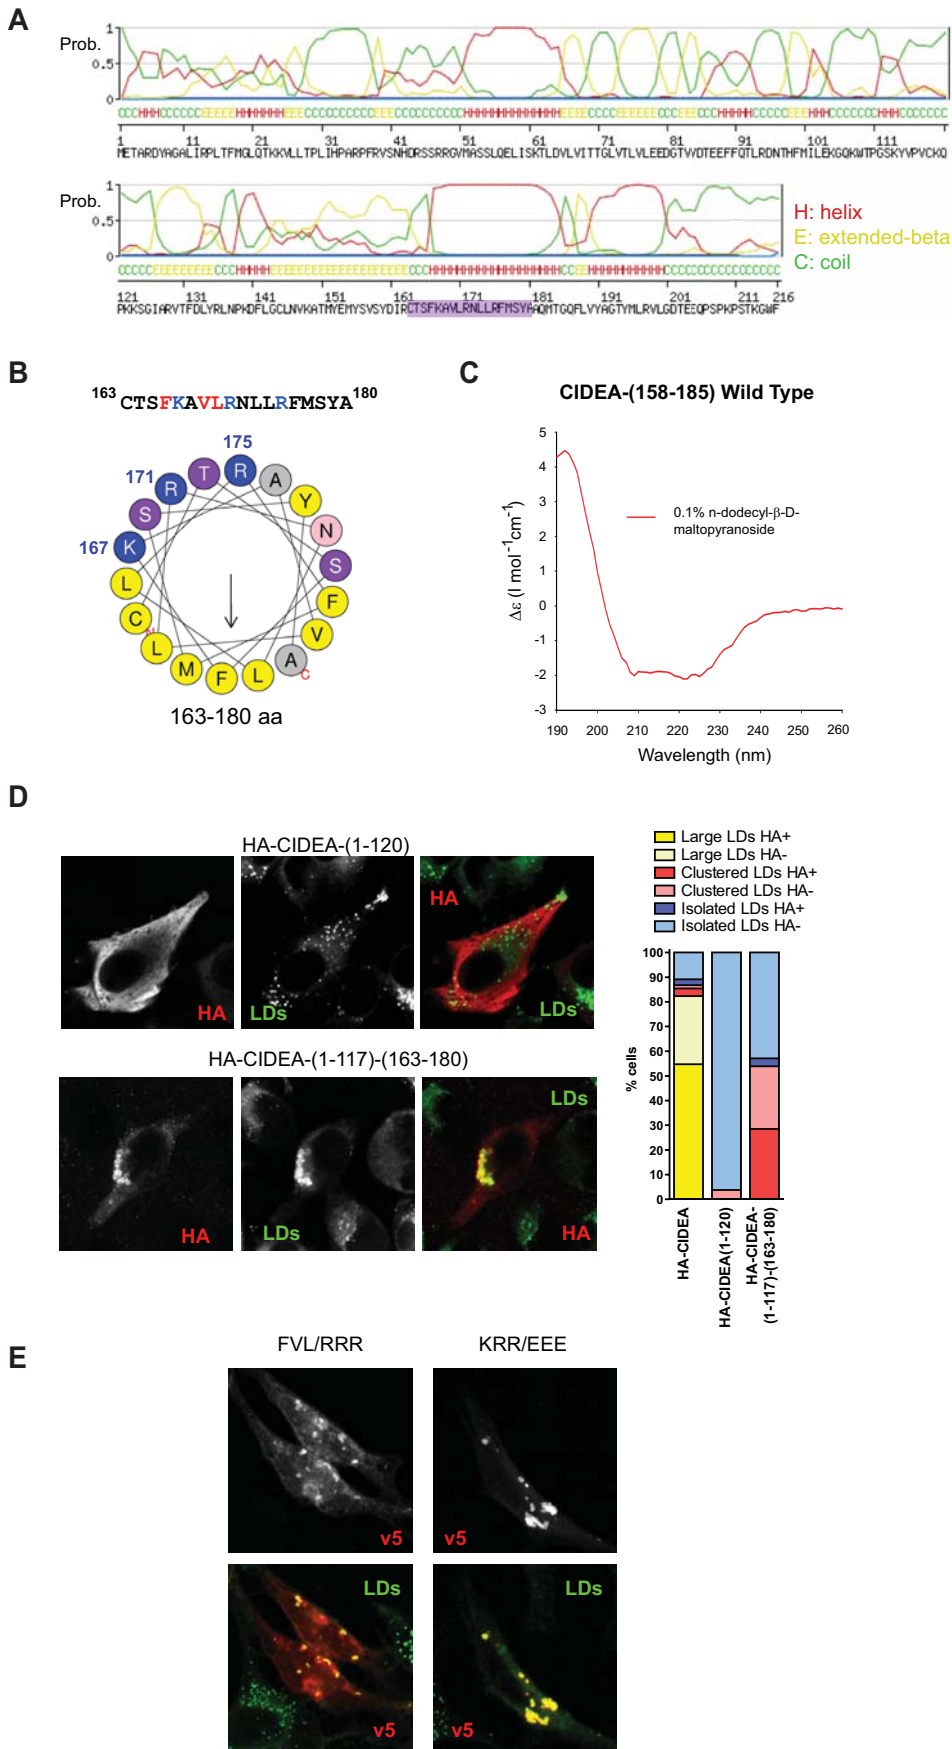 A
Prob.
1
0.5
0
1 11 21 31 41 51 61 71 81 91 101 111
METARDYAGALIRPLTFMGLQTKKVLLTPLIHPARPFRVSNHDRSSRRGVMASSLQELISKTLDVLVITTGLVTLVLEEDGTVVDTEEFFQTLRDNTHFMILEKGQKWTPGSKYVPVCKQ
Prob.
1
0.5
0
H: helix
E: extended-beta
C: coil
121 131 141 151 161 171 181 191 201 211 216
PKKSGIARVTFDLYRLNPKDFLGCLNVKATMYEMYSVSYDIRCTSFKAVLRNLLRFMSYAAQMTGQFLVYAGTYMLRVLGDTEEQPSPKPSTKGWF
B
163 CTSFKAVLRNLLRFMSYA 180
175
171
167
R
A
Y
N
S
F
V
A
C
L
F
M
L
N
C
L
K
S
R
T
163-180 aa
C
CIDEA-(158-185) Wild Type
0.1% n-dodecyl-β-D-
maltopyranoside
Δε (l mol-1cm-1)
5
4
3
2
1
0
-1
-2
-3
190 200 210 220 230 240 250 260
Wavelength (nm)
D
HA-CIDEA-(1-120)
HA
LDs
HA
LDs
HA-CIDEA-(1-117)-(163-180)
HA
LDs
LDs
HA
Large LDs HA+
Large LDs HA-
Clustered LDs HA+
Clustered LDs HA-
Isolated LDs HA+
Isolated LDs HA-
% cells
100
90
80
70
60
50
40
30
20
10
0
HA-CIDEA
HA-CIDEA(1-120)
HA-CIDEA-
(1-117)-(163-180)
E
FVL/RRR
KRR/EEE
v5
v5
LDs
v5
LDs
v5